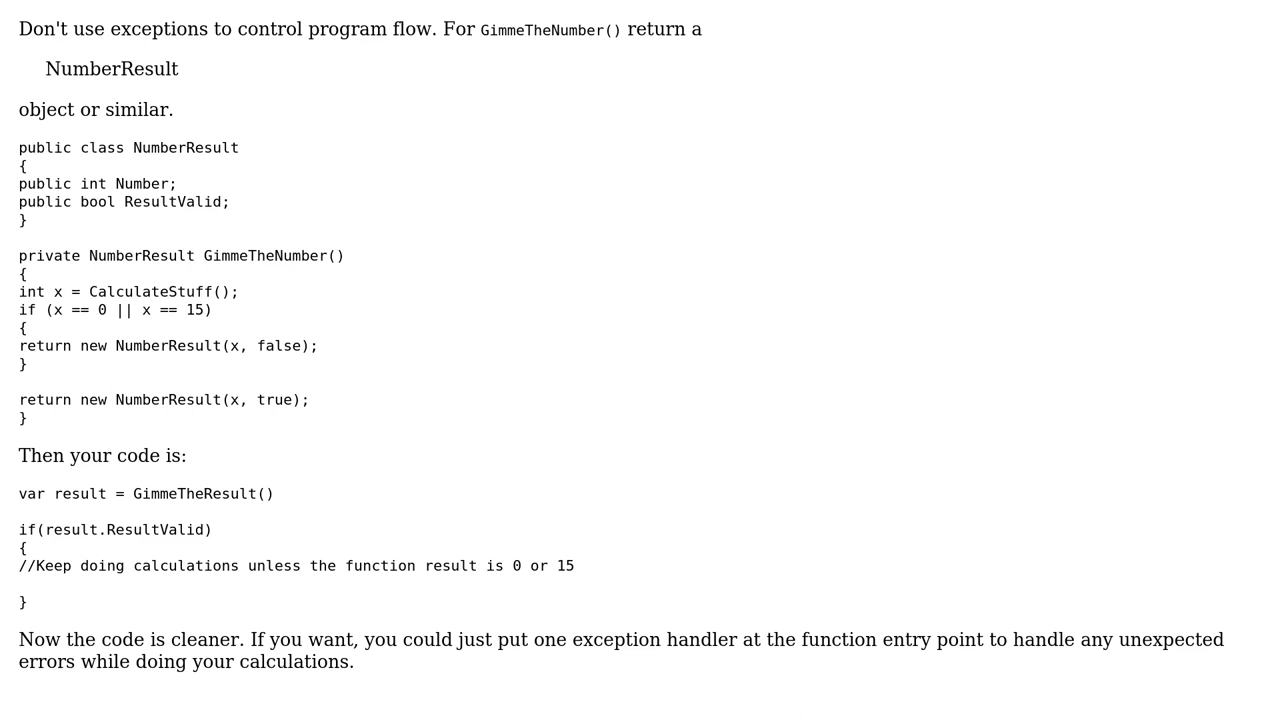 Don't use exceptions to control program flow. For GimmeTheNumber() return a
NumberResult
object or similar.
public class NumberResult
{
public int Number;
public bool ResultValid;
}
private NumberResult GimmeTheNumber()
{
int x = CalculateStuff();
if (x == 0 || x == 15)
{
return new NumberResult(x, false);
}
return new NumberResult(x, true);
}
Then your code is:
var result = GimmeTheResult()
if(result.ResultValid)
{
//Keep doing calculations unless the function result is 0 or 15
}
Now the code is cleaner. If you want, you could just put one exception handler at the function entry point to handle any unexpected
errors while doing your calculations.